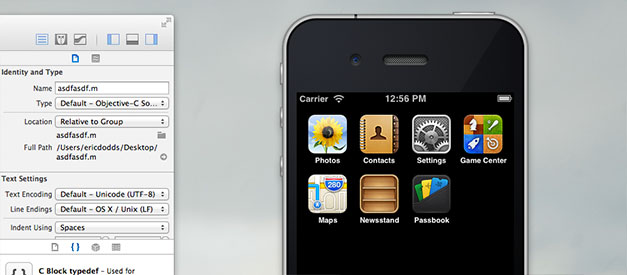 Identity and Type
Name asdfasdf.m
Type Default - Objective-C So...
Location Relative to Group
asdfasdf.m
Full Path /Users/ericdodds/Desktop/
asdfasdf.m
Text Settings
Text Encoding Default - Unicode (UTF-8)
Line Endings Default - OS X / Unix (LF)
Indent Using Spaces
{ } C Block typedef - Used for
Carrier 12:56 PM
Photos Contacts Settings Game Center
280
Maps Newsstand Passbook